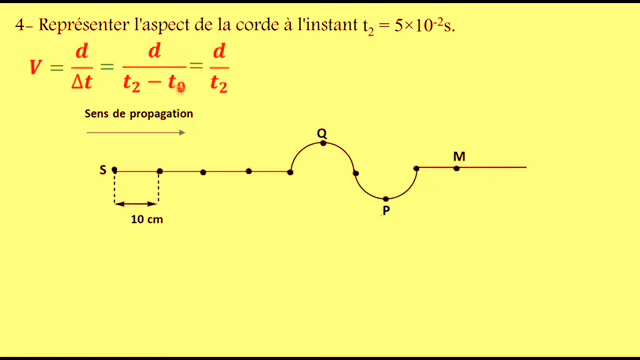 4- Représenter l'aspect de la corde à l'instant t₂ = 5×10⁻²s.
V = d/Δt = d/(t₂ − t₀) = d/t₂
Sens de propagation
Q
M
S
P
10 cm